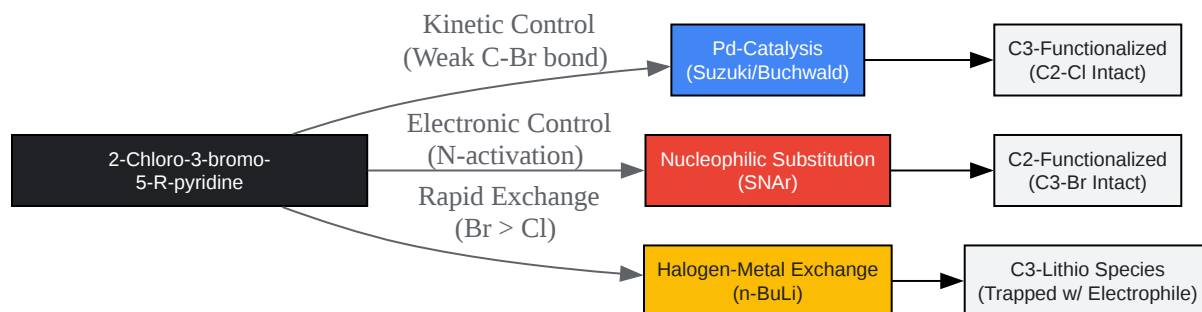 Kinetic Control
(Weak C-Br bond)
Pd-Catalysis
(Suzuki/Buchwald)
C3-Functionalized
(C2-Cl Intact)
2-Chloro-3-bromo-
5-R-pyridine
Electronic Control
(N-activation)
Nucleophilic Substitution
(SNAr)
C2-Functionalized
(C3-Br Intact)
Rapid Exchange
(Br > Cl)
Halogen-Metal Exchange
(n-BuLi)
C3-Lithio Species
(Trapped w/ Electrophile)